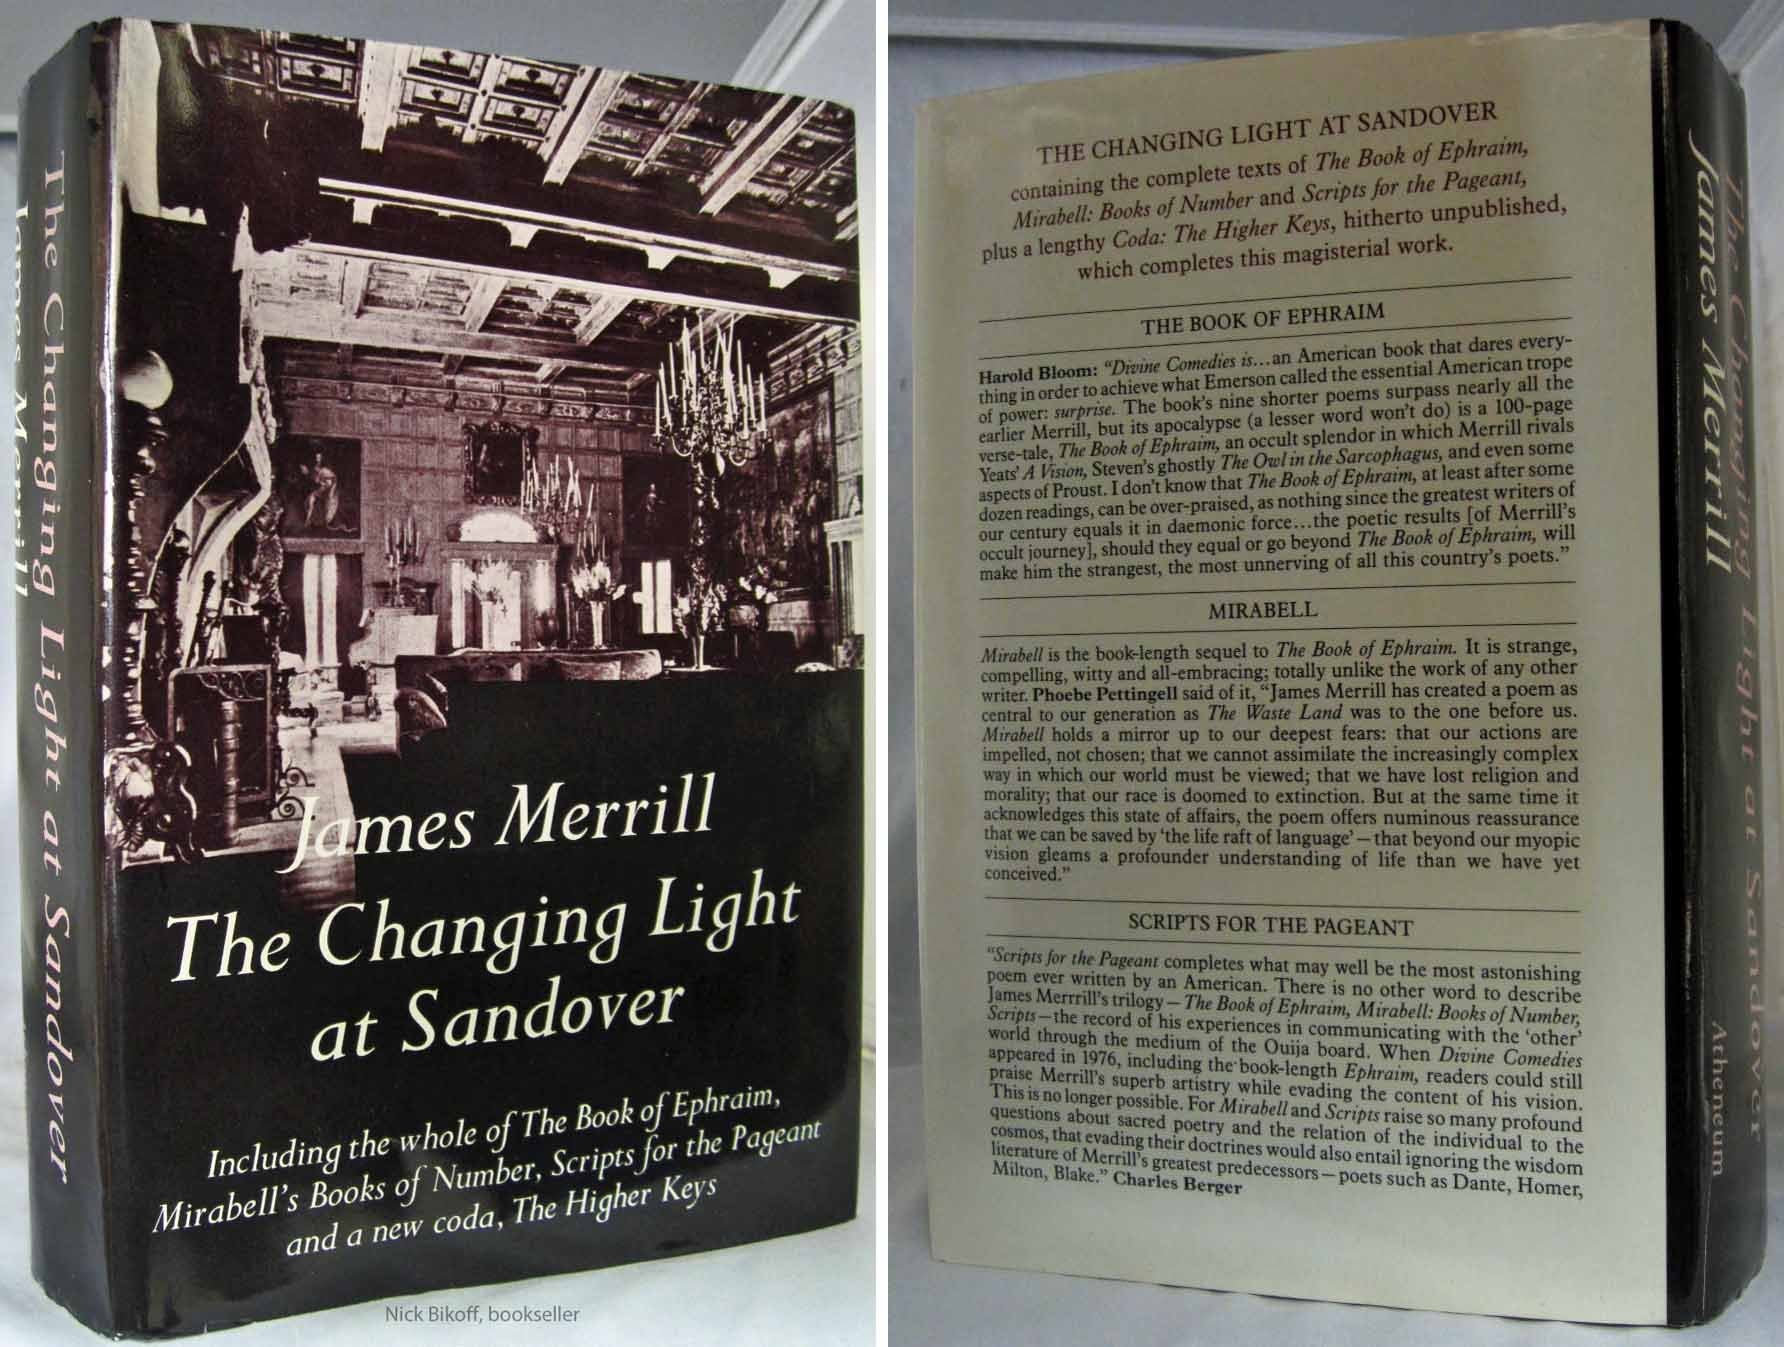 The Changing Light at Sandover
James Merrill
James Merrill
The Changing Light
at Sandover
Including the whole of The Book of Ephraim,
Mirabell's Books of Number, Scripts for the Pageant
and a new coda, The Higher Keys
Nick Bikoff, bookseller
THE CHANGING LIGHT AT SANDOVER
containing the complete texts of The Book of Ephraim,
Mirabell: Books of Number and Scripts for the Pageant,
plus a lengthy Coda: The Higher Keys, hitherto unpublished,
which completes this magisterial work.
THE BOOK OF EPHRAIM
Harold Bloom: "Divine Comedies is...an American book that dares every-
thing in order to achieve what Emerson called the essential American trope
of power: surprise. The book's nine shorter poems surpass nearly all the
earlier Merrill, but its apocalypse (a lesser word won't do) is a 100-page
verse-tale, The Book of Ephraim, an occult splendor in which Merrill rivals
Yeats' A Vision, Steven's ghostly The Owl in the Sarcophagus, and even some
aspects of Proust. I don't know that The Book of Ephraim, at least after some
dozen readings, can be over-praised, as nothing since the greatest writers of
our century equals it in daemonic force...the poetic results [of Merrill's
occult journey], should they equal or go beyond The Book of Ephraim, will
make him the strangest, the most unnerving of all this country's poets."
MIRABELL
Mirabell is the book-length sequel to The Book of Ephraim. It is strange,
compelling, witty and all-embracing; totally unlike the work of any other
writer. Phoebe Pettingell said of it, "James Merrill has created a poem as
central to our generation as The Waste Land was to the one before us.
Mirabell holds a mirror up to our deepest fears: that our actions are
impelled, not chosen; that we cannot assimilate the increasingly complex
way in which our world must be viewed; that we have lost religion and
morality; that our race is doomed to extinction. But at the same time it
acknowledges this state of affairs, the poem offers numinous reassurance
that we can be saved by 'the life raft of language'—that beyond our myopic
vision gleams a profounder understanding of life than we have yet
conceived."
SCRIPTS FOR THE PAGEANT
"Scripts for the Pageant completes what may well be the most astonishing
poem ever written by an American. There is no other word to describe
James Merrrill's trilogy—The Book of Ephraim, Mirabell: Books of Number,
Scripts—the record of his experiences in communicating with the 'other'
world through the medium of the Ouija board. When Divine Comedies
appeared in 1976, including the book-length Ephraim, readers could still
praise Merrill's superb artistry while evading the content of his vision.
This is no longer possible. For Mirabell and Scripts raise so many profound
questions about sacred poetry and the relation of the individual to the
cosmos, that evading their doctrines would also entail ignoring the wisdom
literature of Merrill's greatest predecessors—poets such as Dante, Homer,
Milton, Blake." Charles Berger
James Merrill
The Changing Light at Sandover
Atheneum